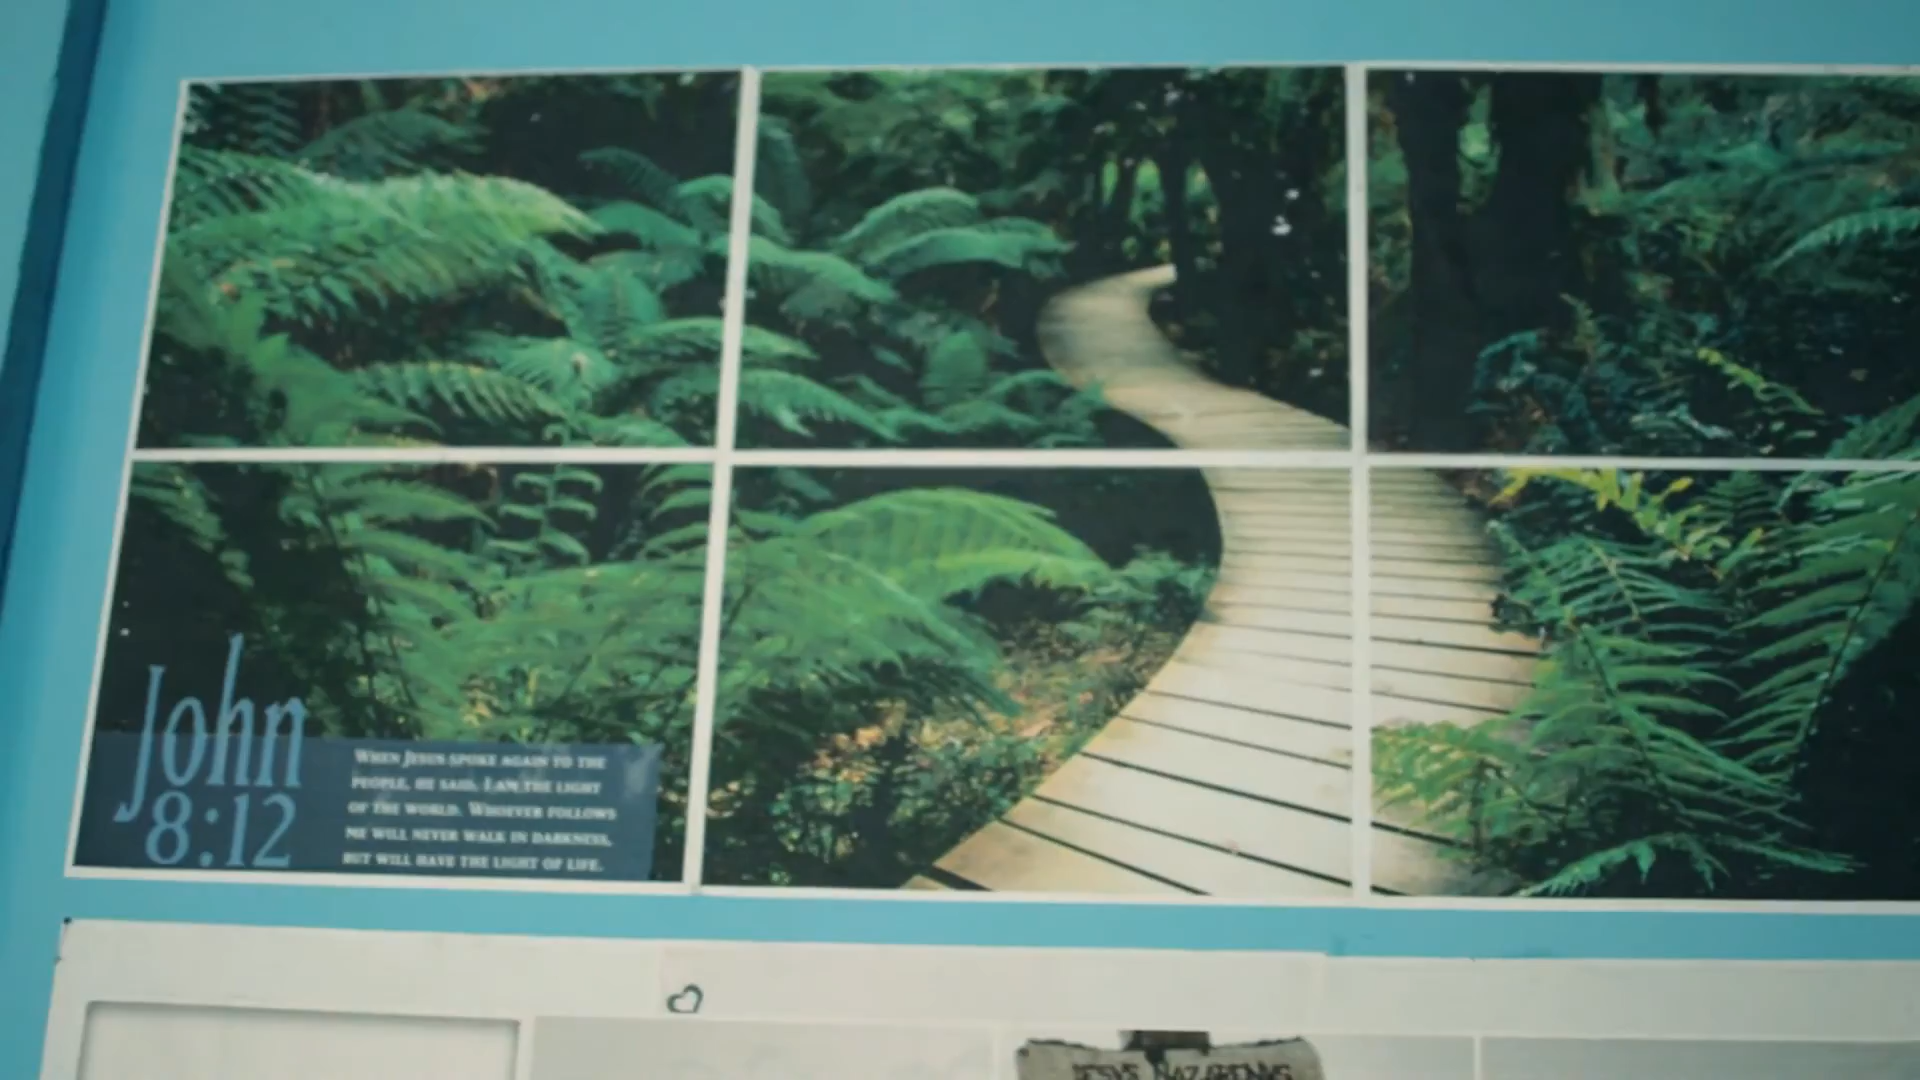 John
8:12
WHEN JESUS SPOKE AGAIN TO THE
PEOPLE, HE SAID, I AM THE LIGHT
OF THE WORLD. WHOEVER FOLLOWS
ME WILL NEVER WALK IN DARKNESS,
BUT WILL HAVE THE LIGHT OF LIFE.